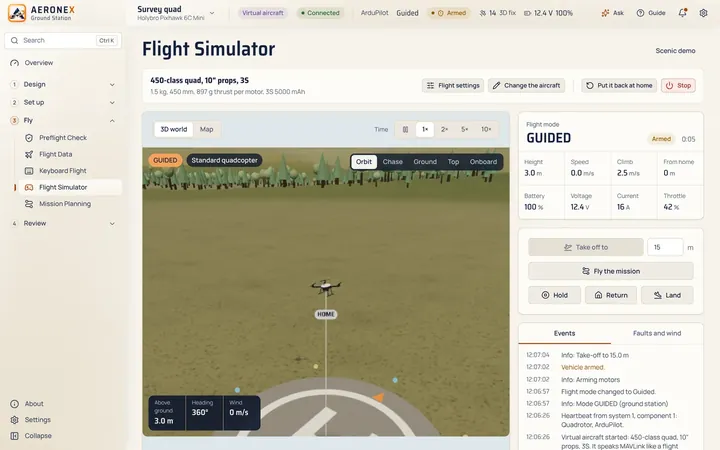 AERONEX
Ground Station
Survey quad
Holybro Pixhawk 6C Mini
Virtual aircraft
Connected
ArduPilot
Guided
Armed
14 3D fix
12.4 V 100%
Ask
Guide
Search
Ctrl K
Overview
1 Design
2 Set up
3 Fly
Preflight Check
Flight Data
Keyboard Flight
Flight Simulator
Mission Planning
4 Review
About
Settings
Collapse
Flight Simulator
Scenic demo
450-class quad, 10" props, 3S
1.5 kg, 450 mm, 897 g thrust per motor, 3S 5000 mAh
Flight settings
Change the aircraft
Put it back at home
Stop
3D world
Map
Time
1×
2×
5×
10×
GUIDED
Standard quadcopter
Orbit
Chase
Ground
Top
Onboard
HOME
Above ground
3.0 m
Heading
360°
Wind
0 m/s
Flight mode
GUIDED
Armed
0:05
Height
3.0 m
Speed
0.0 m/s
Climb
2.5 m/s
From home
0 m
Battery
100 %
Voltage
12.4 V
Current
16 A
Throttle
42 %
Take off to
15
m
Fly the mission
Hold
Return
Land
Events
Faults and wind
12:07:04 Info: Take-off to 15.0 m
12:07:02 Vehicle armed.
12:07:02 Info: Arming motors
12:06:57 Flight mode changed to Guided.
12:06:57 Info: Mode GUIDED (ground station)
12:06:26 Heartbeat from system 1, component 1:
Quadrotor, ArduPilot.
12:06:26 Virtual aircraft started: 450-class quad, 10"
props, 3S. It speaks MAVLink like a flight